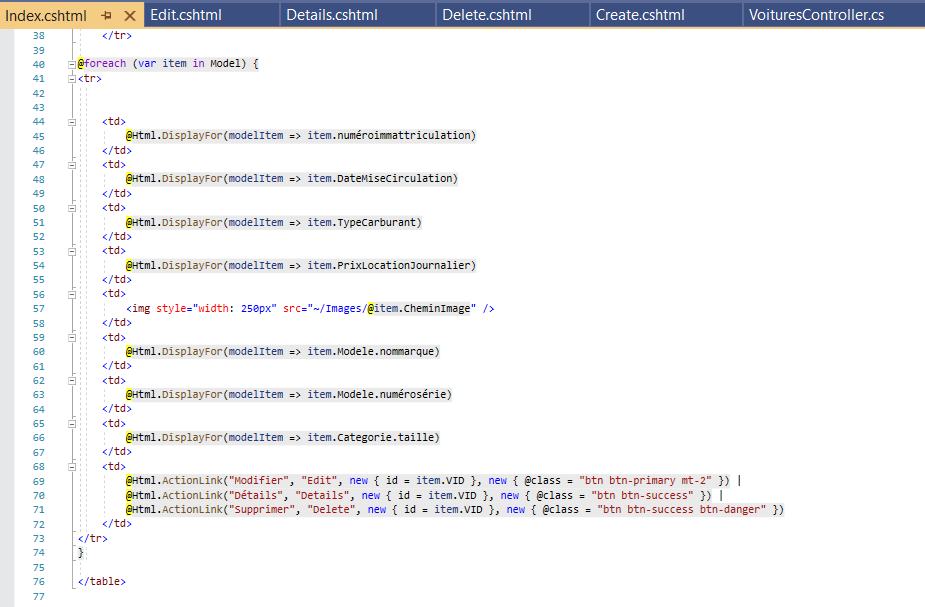 Index.cshtml Edit.cshtml Details.cshtml Delete.cshtml Create.cshtml VoituresController.cs
38 </tr>
39
40 @foreach (var item in Model) {
41 <tr>
42
43
44 <td>
45 @Html.DisplayFor(modelItem => item.numéroimmattriculation)
46 </td>
47 <td>
48 @Html.DisplayFor(modelItem => item.DateMiseCirculation)
49 </td>
50 <td>
51 @Html.DisplayFor(modelItem => item.TypeCarburant)
52 </td>
53 <td>
54 @Html.DisplayFor(modelItem => item.PrixLocationJournalier)
55 </td>
56 <td>
57 <img style="width: 250px" src="~/Images/@item.CheminImage" />
58 </td>
59 <td>
60 @Html.DisplayFor(modelItem => item.Modele.nommarque)
61 </td>
62 <td>
63 @Html.DisplayFor(modelItem => item.Modele.numérosérie)
64 </td>
65 <td>
66 @Html.DisplayFor(modelItem => item.Categorie.taille)
67 </td>
68 <td>
69 @Html.ActionLink("Modifier", "Edit", new { id = item.VID }, new { @class = "btn btn-primary mt-2" }) |
70 @Html.ActionLink("Détails", "Details", new { id = item.VID }, new { @class = "btn btn-success" }) |
71 @Html.ActionLink("Supprimer", "Delete", new { id = item.VID }, new { @class = "btn btn-success btn-danger" })
72 </td>
73 </tr>
74 }
75
76 </table>
77